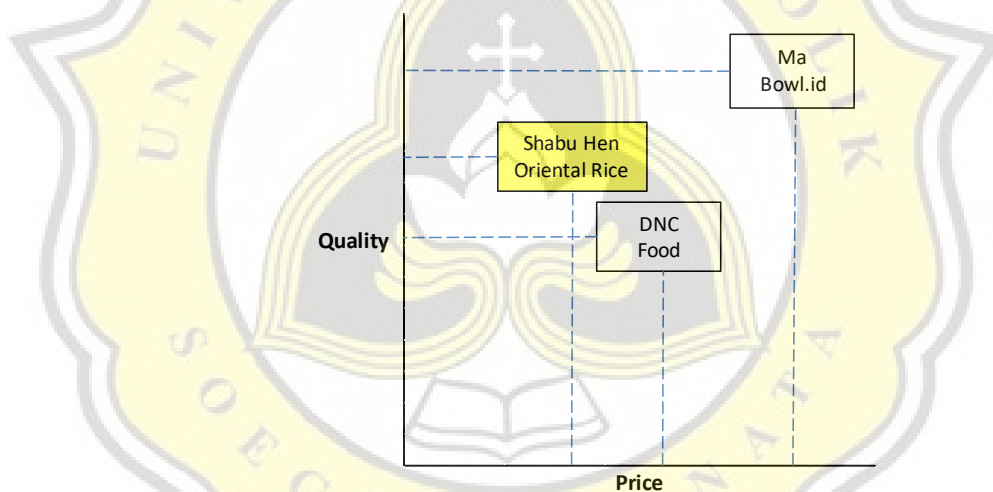 Ma
Bowl.id
Shabu Hen
Oriental Rice
DNC
Food
Quality
Price